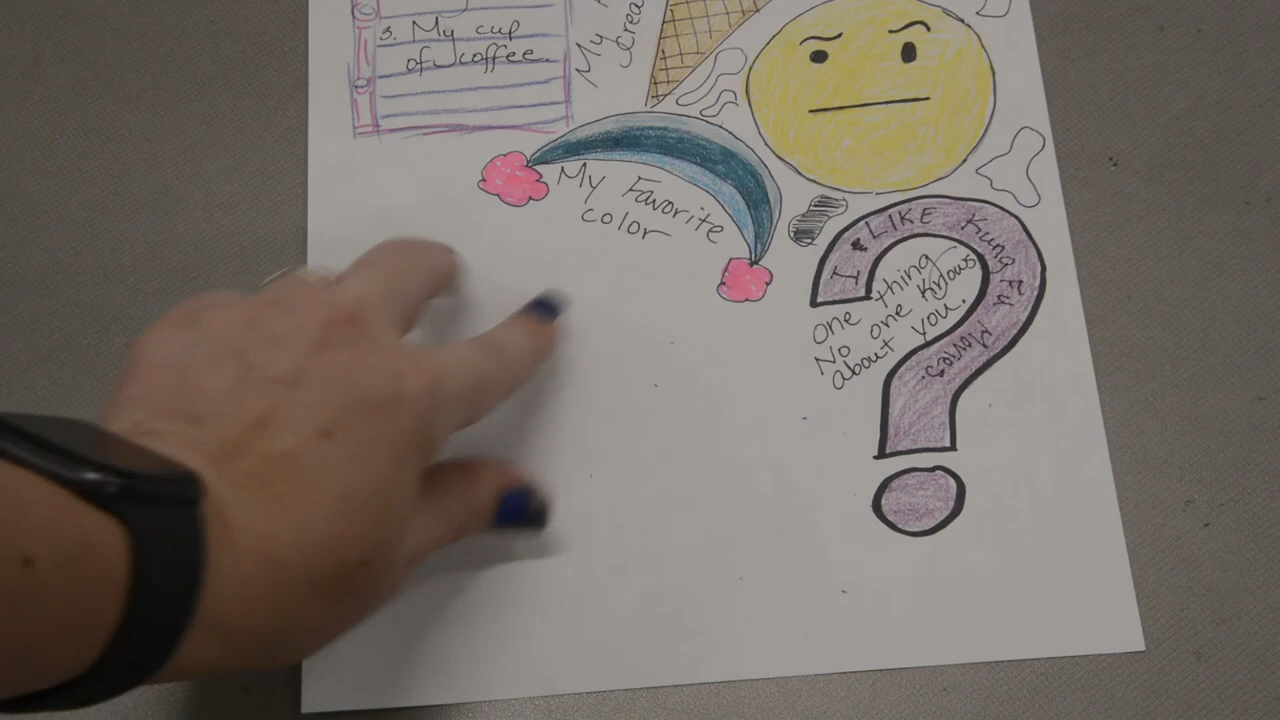 3. My cup
of coffee.
My
crea
My Favorite
color
I LIKE Kung Fu Movies.
One thing
No one Knows
about you.